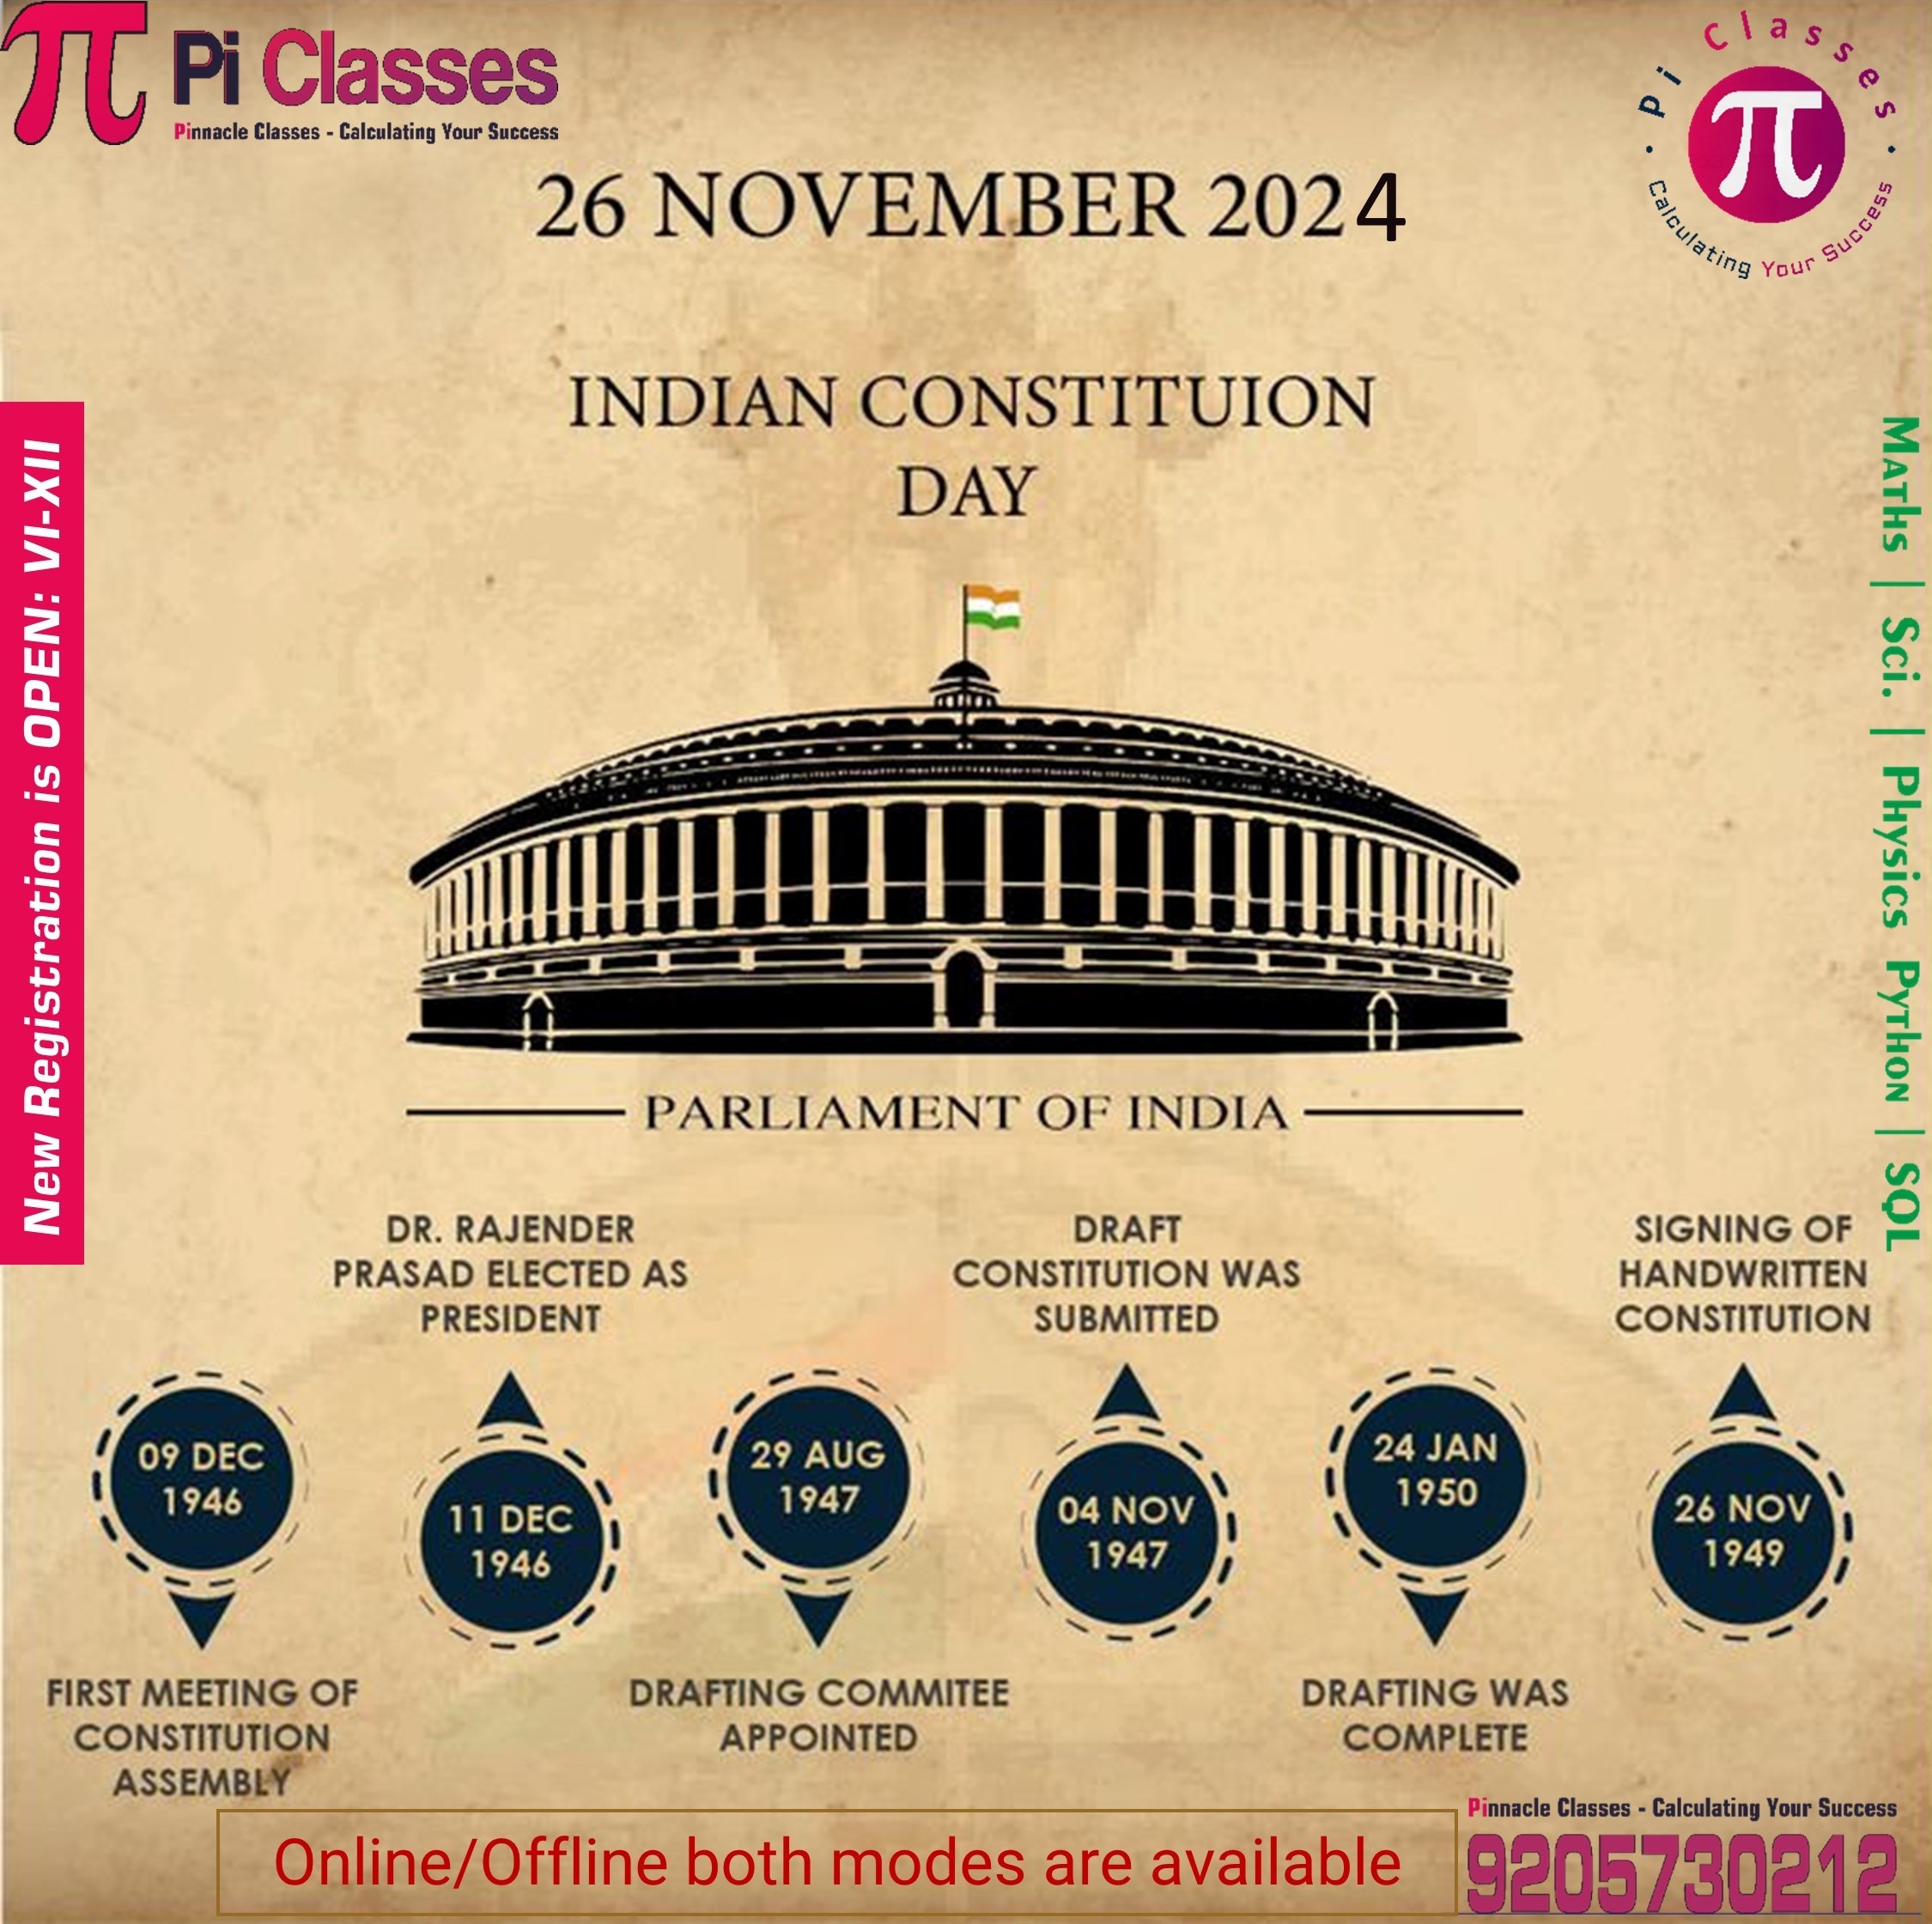 Pi Classes
Pinnacle Classes - Calculating Your Success
Pi Classes
π
Calculating Your Success
26 NOVEMBER 2024
INDIAN CONSTITUION
DAY
New Registration is OPEN: VI-XII
Maths | Sci. | Physics Python | SQL
PARLIAMENT OF INDIA
DR. RAJENDER
PRASAD ELECTED AS
PRESIDENT
DRAFT
CONSTITUTION WAS
SUBMITTED
SIGNING OF
HANDWRITTEN
CONSTITUTION
09 DEC
1946
11 DEC
1946
29 AUG
1947
04 NOV
1947
24 JAN
1950
26 NOV
1949
FIRST MEETING OF
CONSTITUTION
ASSEMBLY
DRAFTING COMMITEE
APPOINTED
DRAFTING WAS
COMPLETE
Online/Offline both modes are available
Pinnacle Classes - Calculating Your Success
9205730212